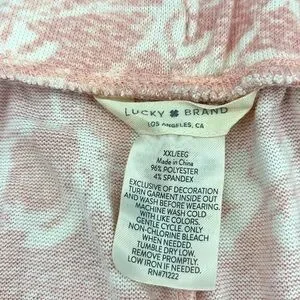 LUCKY BRAND
LOS ANGELES, CA
XXL/EEG
Made in China
96% POLYESTER
4% SPANDEX
EXCLUSIVE OF DECORATION
TURN GARMENT INSIDE OUT
AND WASH BEFORE WEARING.
MACHINE WASH COLD
WITH LIKE COLORS.
GENTLE CYCLE. ONLY
NON-CHLORINE BLEACH
WHEN NEEDED.
TUMBLE DRY LOW.
REMOVE PROMPTLY.
LOW IRON IF NEEDED.
RN#71222